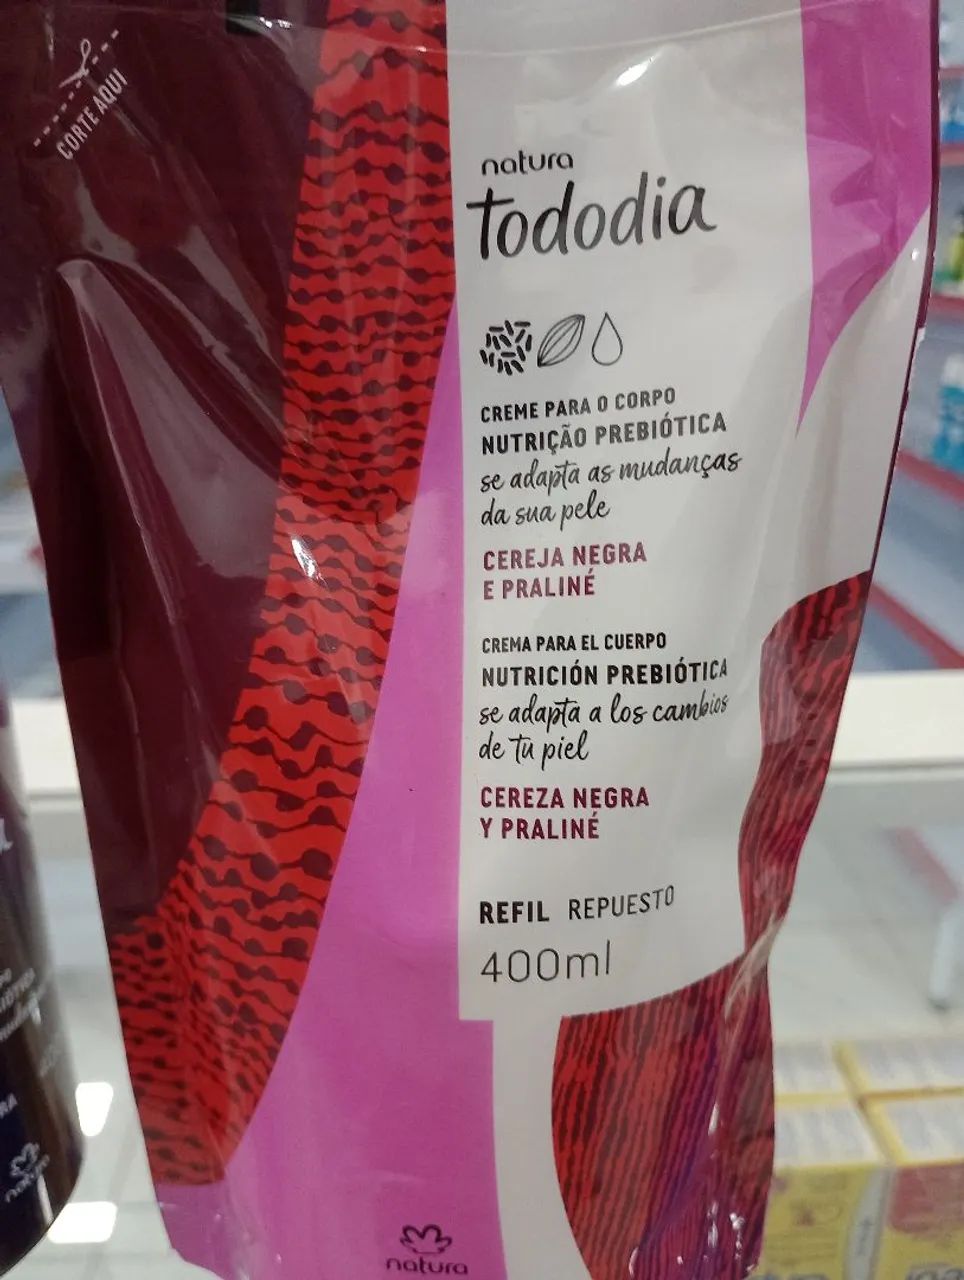 CORTE AQUI
natura
tododia
CREME PARA O CORPO
NUTRIÇÃO PREBIÓTICA
se adapta as mudanças
da sua pele
CEREJA NEGRA
E PRALINÉ
CREMA PARA EL CUERPO
NUTRICIÓN PREBIÓTICA
se adapta a los cambios
de tu piel
CEREZA NEGRA
Y PRALINÉ
REFIL REPUESTO
400ml
natura
natura